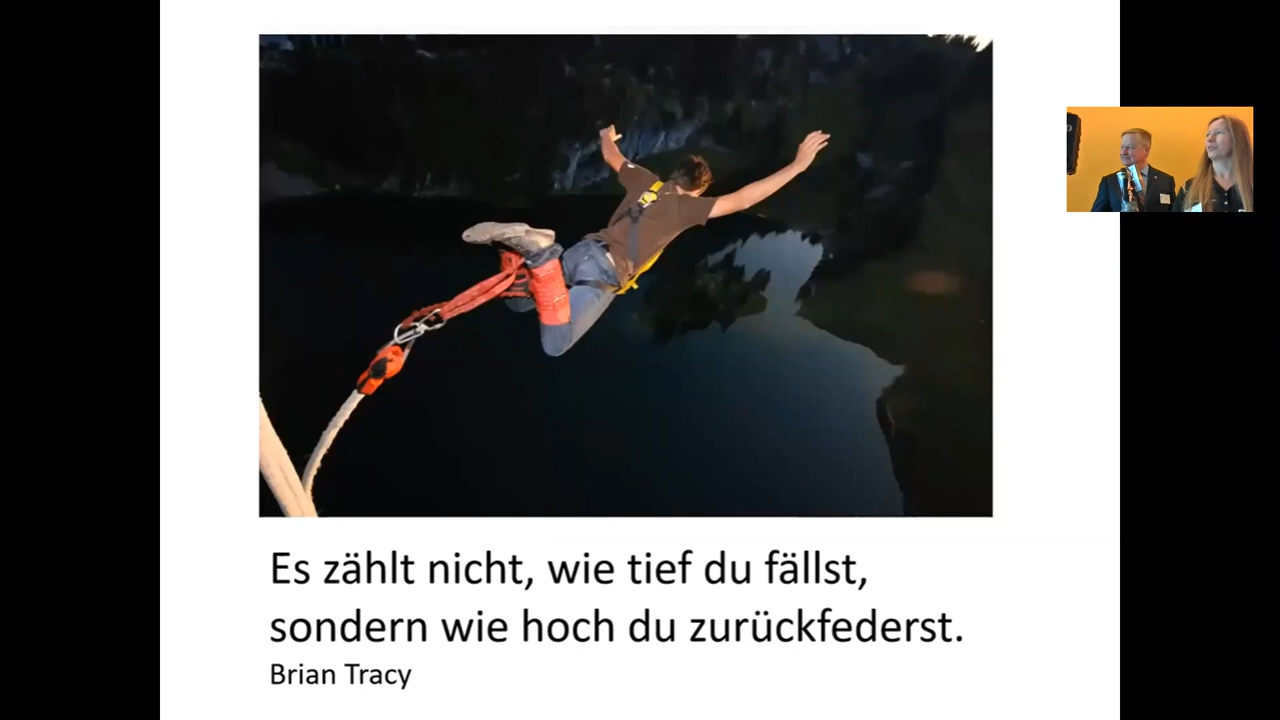 Es zählt nicht, wie tief du fällst,
sondern wie hoch du zurückfederst.
Brian Tracy